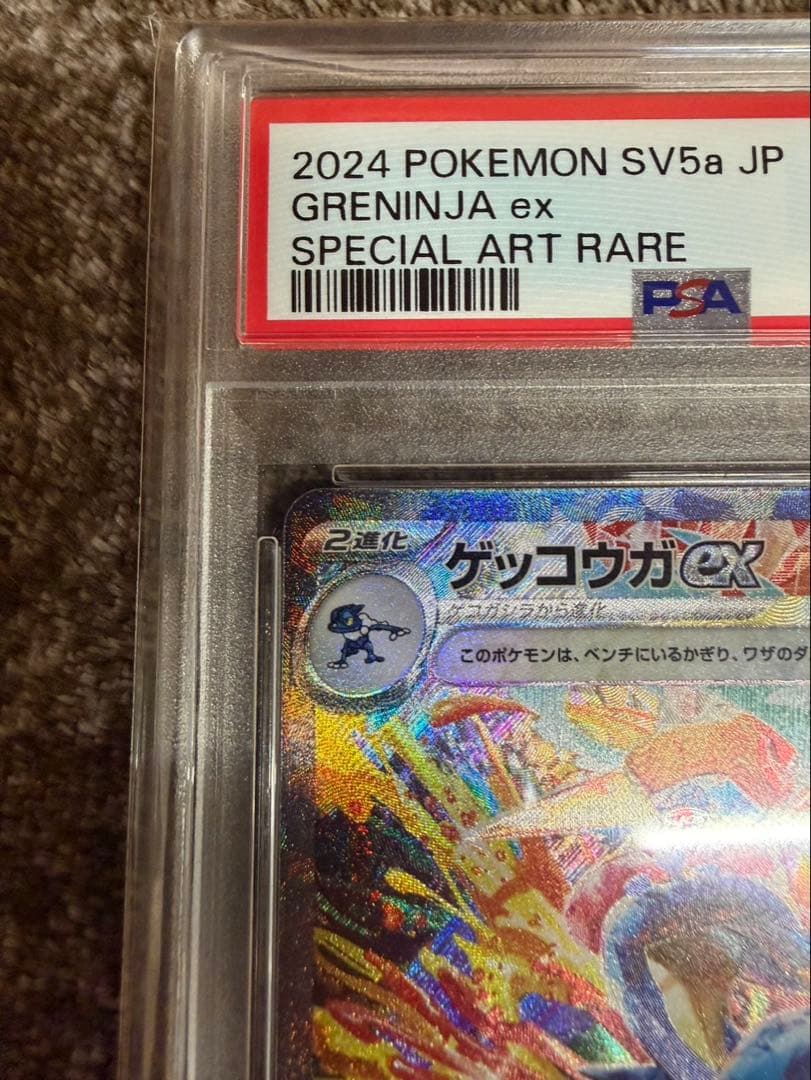 2024 POKEMON SV5a JP
GRENINJA ex
SPECIAL ART RARE
PSA
2進化
ゲッコウガex
ゲコガシラから進化
このポケモンは、ベンチにいるかぎり、ワザのダ